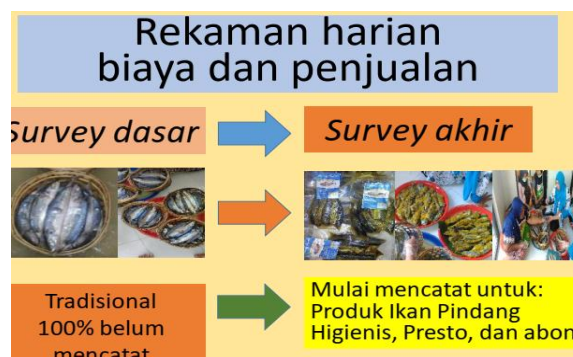 Rekaman harian
biaya dan penjualan
Survey dasar
Survey akhir
Tradisional
100% belum
mencatat
Mulai mencatat untuk:
Produk Ikan Pindang
Higienis, Presto, dan abon